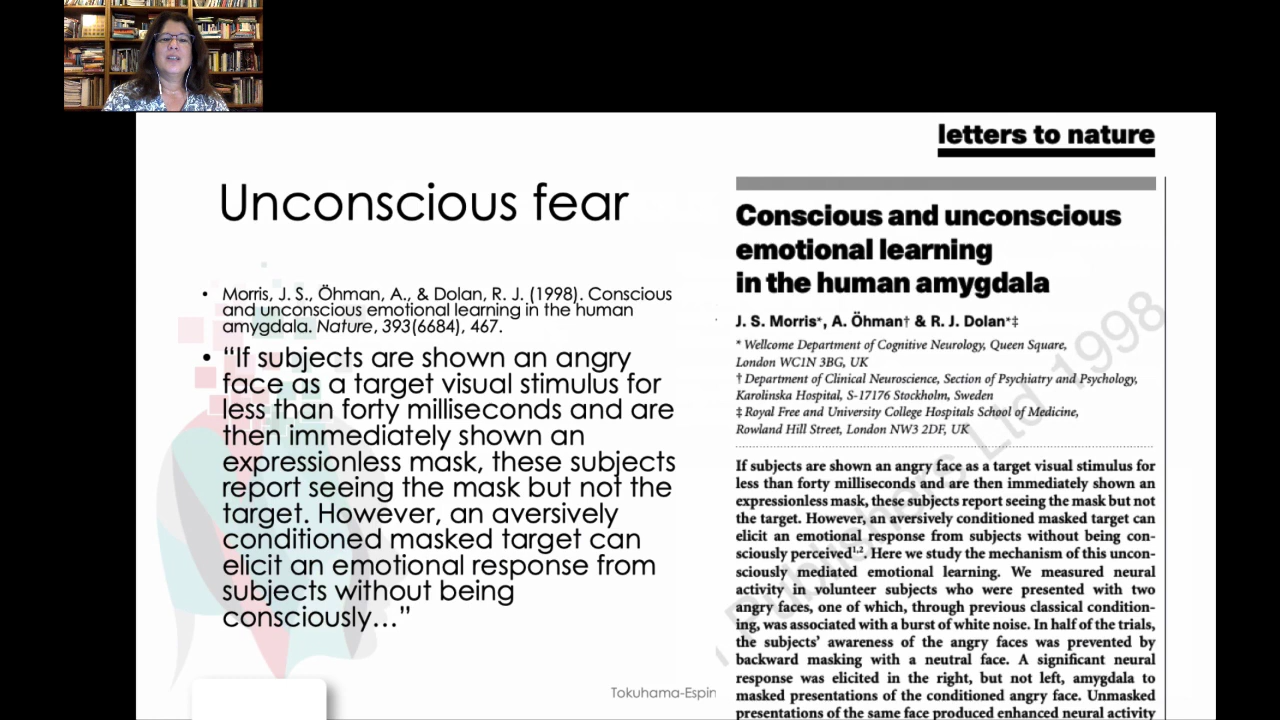 letters to nature
Unconscious fear
• Morris, J. S., Öhman, A., & Dolan, R. J. (1998). Conscious
and unconscious emotional learning in the human
amygdala. Nature, 393(6684), 467.
• “If subjects are shown an angry
face as a target visual stimulus for
less than forty milliseconds and are
then immediately shown an
expressionless mask, these subjects
report seeing the mask but not the
target. However, an aversively
conditioned masked target can
elicit an emotional response from
subjects without being
consciously…”
Tokuhama-Espin
Conscious and unconscious
emotional learning
in the human amygdala
J. S. Morris*, A. Öhman† & R. J. Dolan*‡
* Wellcome Department of Cognitive Neurology, Queen Square,
London WC1N 3BG, UK
† Department of Clinical Neuroscience, Section of Psychiatry and Psychology,
Karolinska Hospital, S-17176 Stockholm, Sweden
‡ Royal Free and University College Hospitals School of Medicine,
Rowland Hill Street, London NW3 2DF, UK
If subjects are shown an angry face as a target visual stimulus for
less than forty milliseconds and are then immediately shown an
expressionless mask, these subjects report seeing the mask but not
the target. However, an aversively conditioned masked target can
elicit an emotional response from subjects without being con-
sciously perceived1,2. Here we study the mechanism of this uncon-
sciously mediated emotional learning. We measured neural
activity in volunteer subjects who were presented with two
angry faces, one of which, through previous classical condition-
ing, was associated with a burst of white noise. In half of the trials,
the subjects’ awareness of the angry faces was prevented by
backward masking with a neutral face. A significant neural
response was elicited in the right, but not left, amygdala to
masked presentations of the conditioned angry face. Unmasked
presentations of the same face produced enhanced neural activity
Publishers Ltd 1998